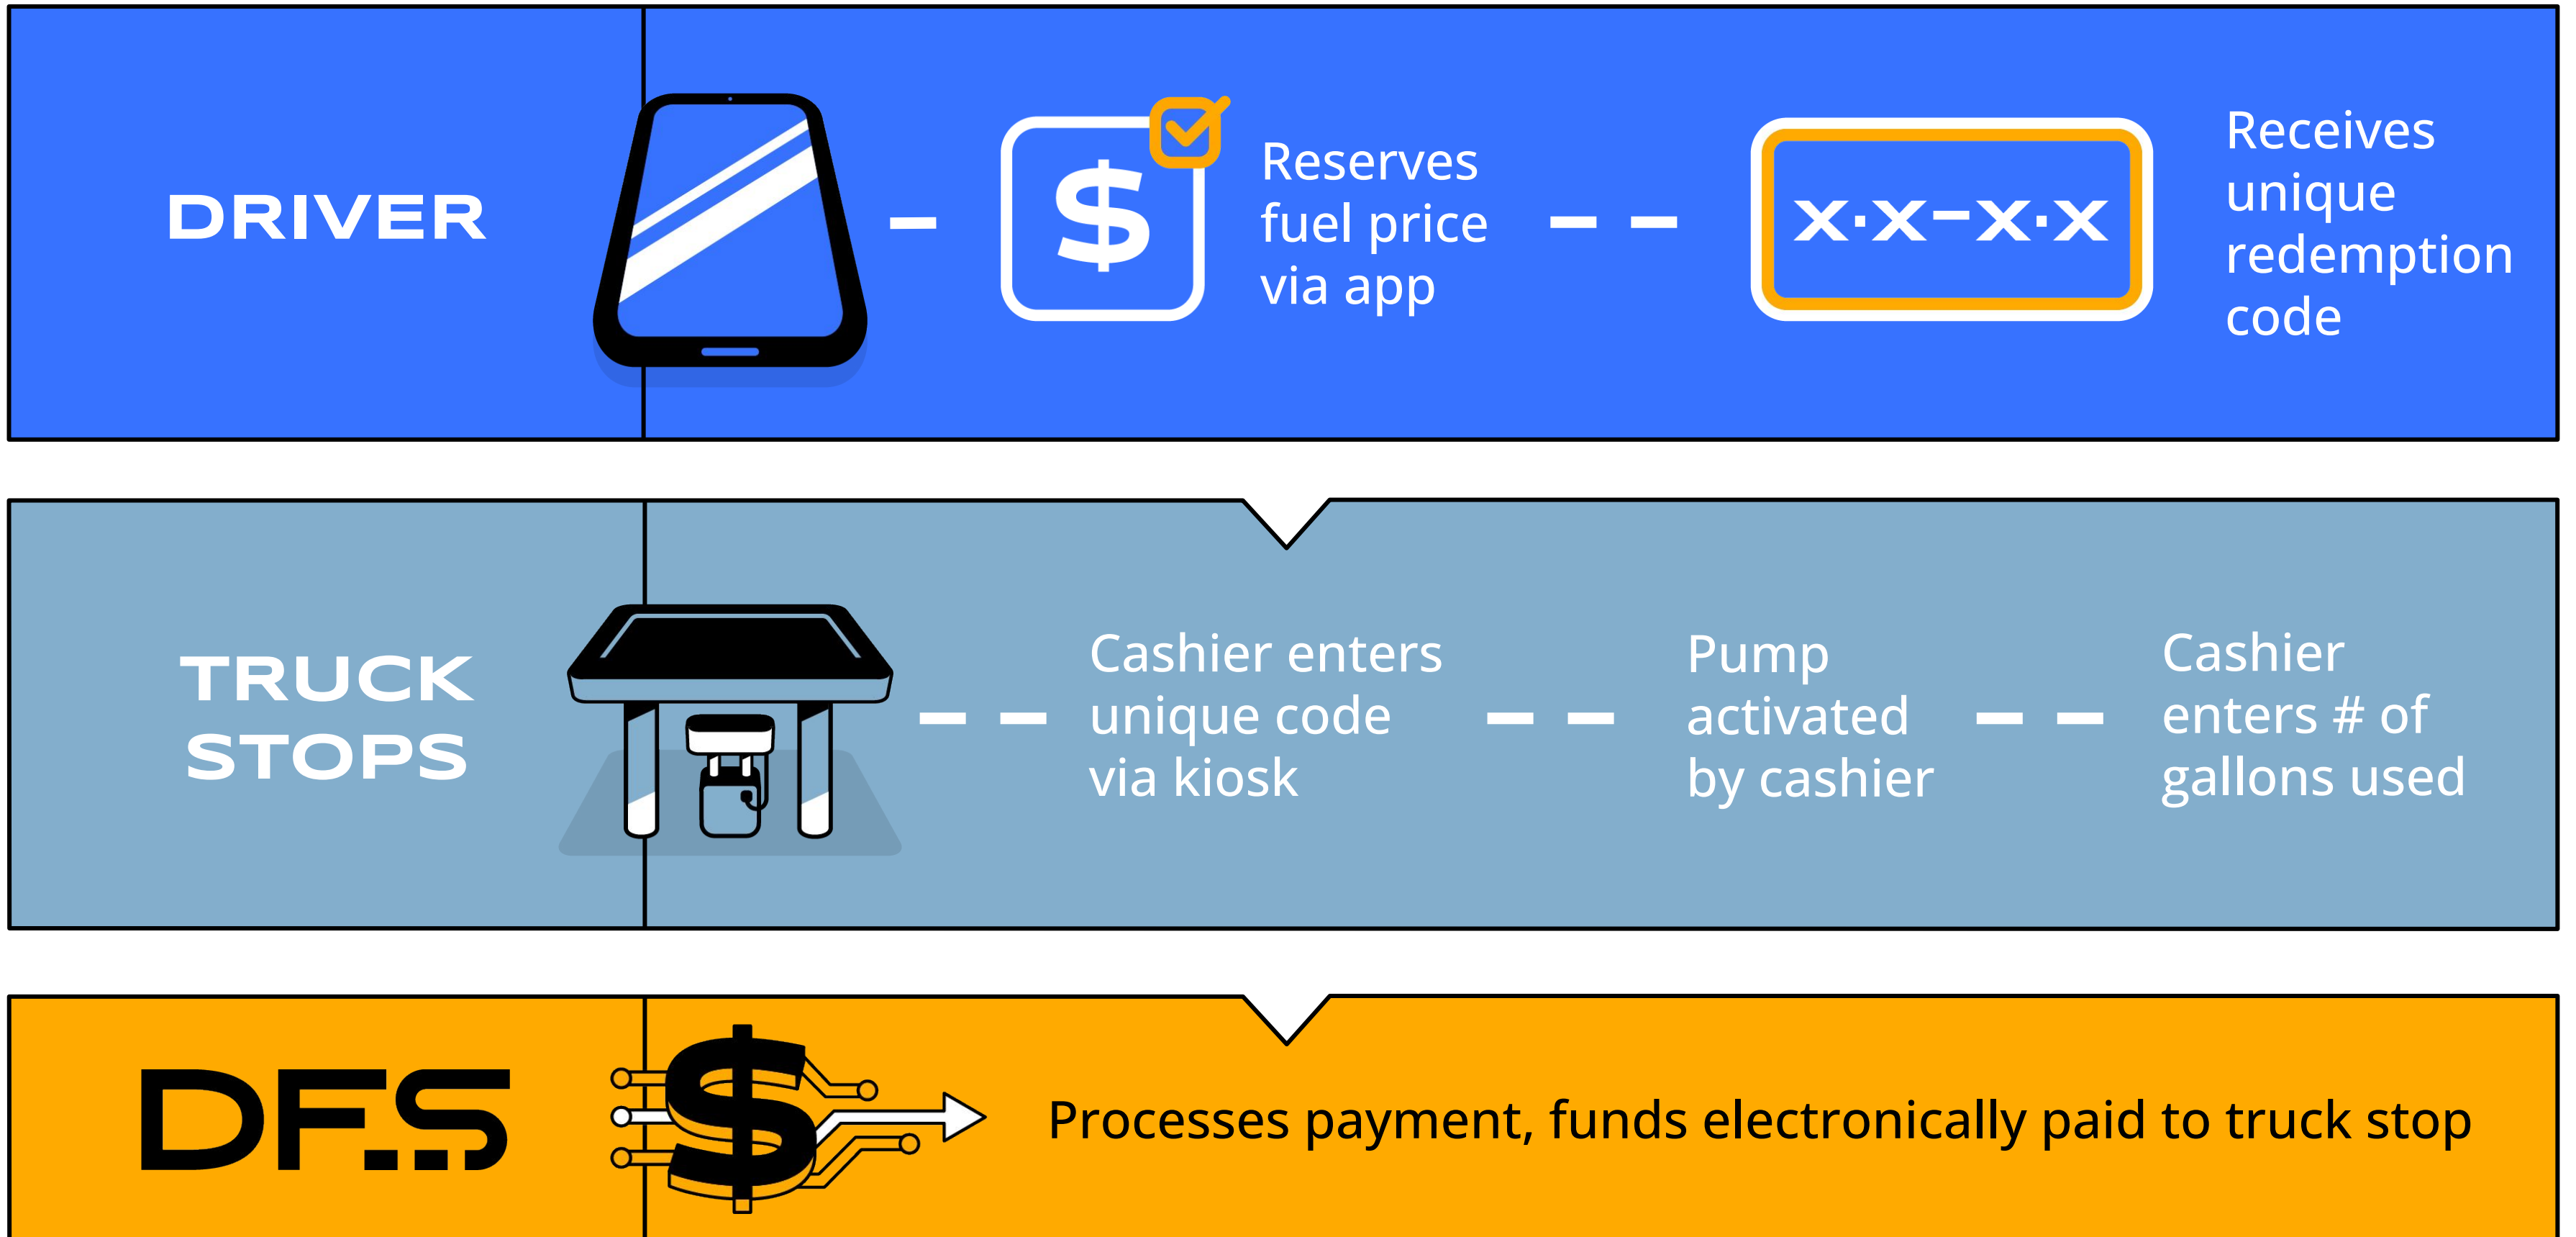 DRIVER
$
Reserves
fuel price
via app
x·x–x·x
Receives
unique
redemption
code
TRUCK
STOPS
Cashier enters
unique code
via kiosk
Pump
activated
by cashier
Cashier
enters # of
gallons used
DFS
$
Processes payment, funds electronically paid to truck stop